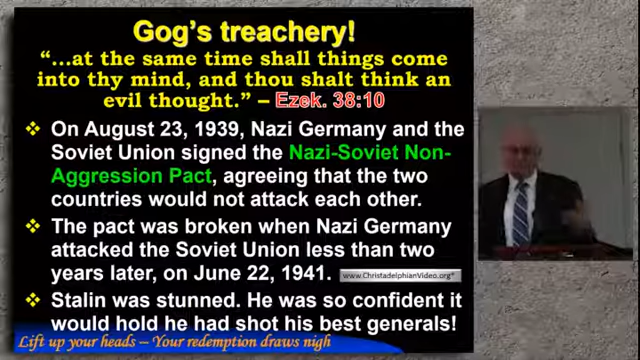 Gog's treachery!
“...at the same time shall things come
into thy mind, and thou shalt think an
evil thought.” – Ezek. 38:10
❖ On August 23, 1939, Nazi Germany and the
Soviet Union signed the Nazi-Soviet Non-
Aggression Pact, agreeing that the two
countries would not attack each other.
❖ The pact was broken when Nazi Germany
attacked the Soviet Union less than two
years later, on June 22, 1941.
www.ChristadelphianVideo.org*
❖ Stalin was stunned. He was so confident it
would hold he had shot his best generals!
Lift up your heads – Your redemption draws nigh